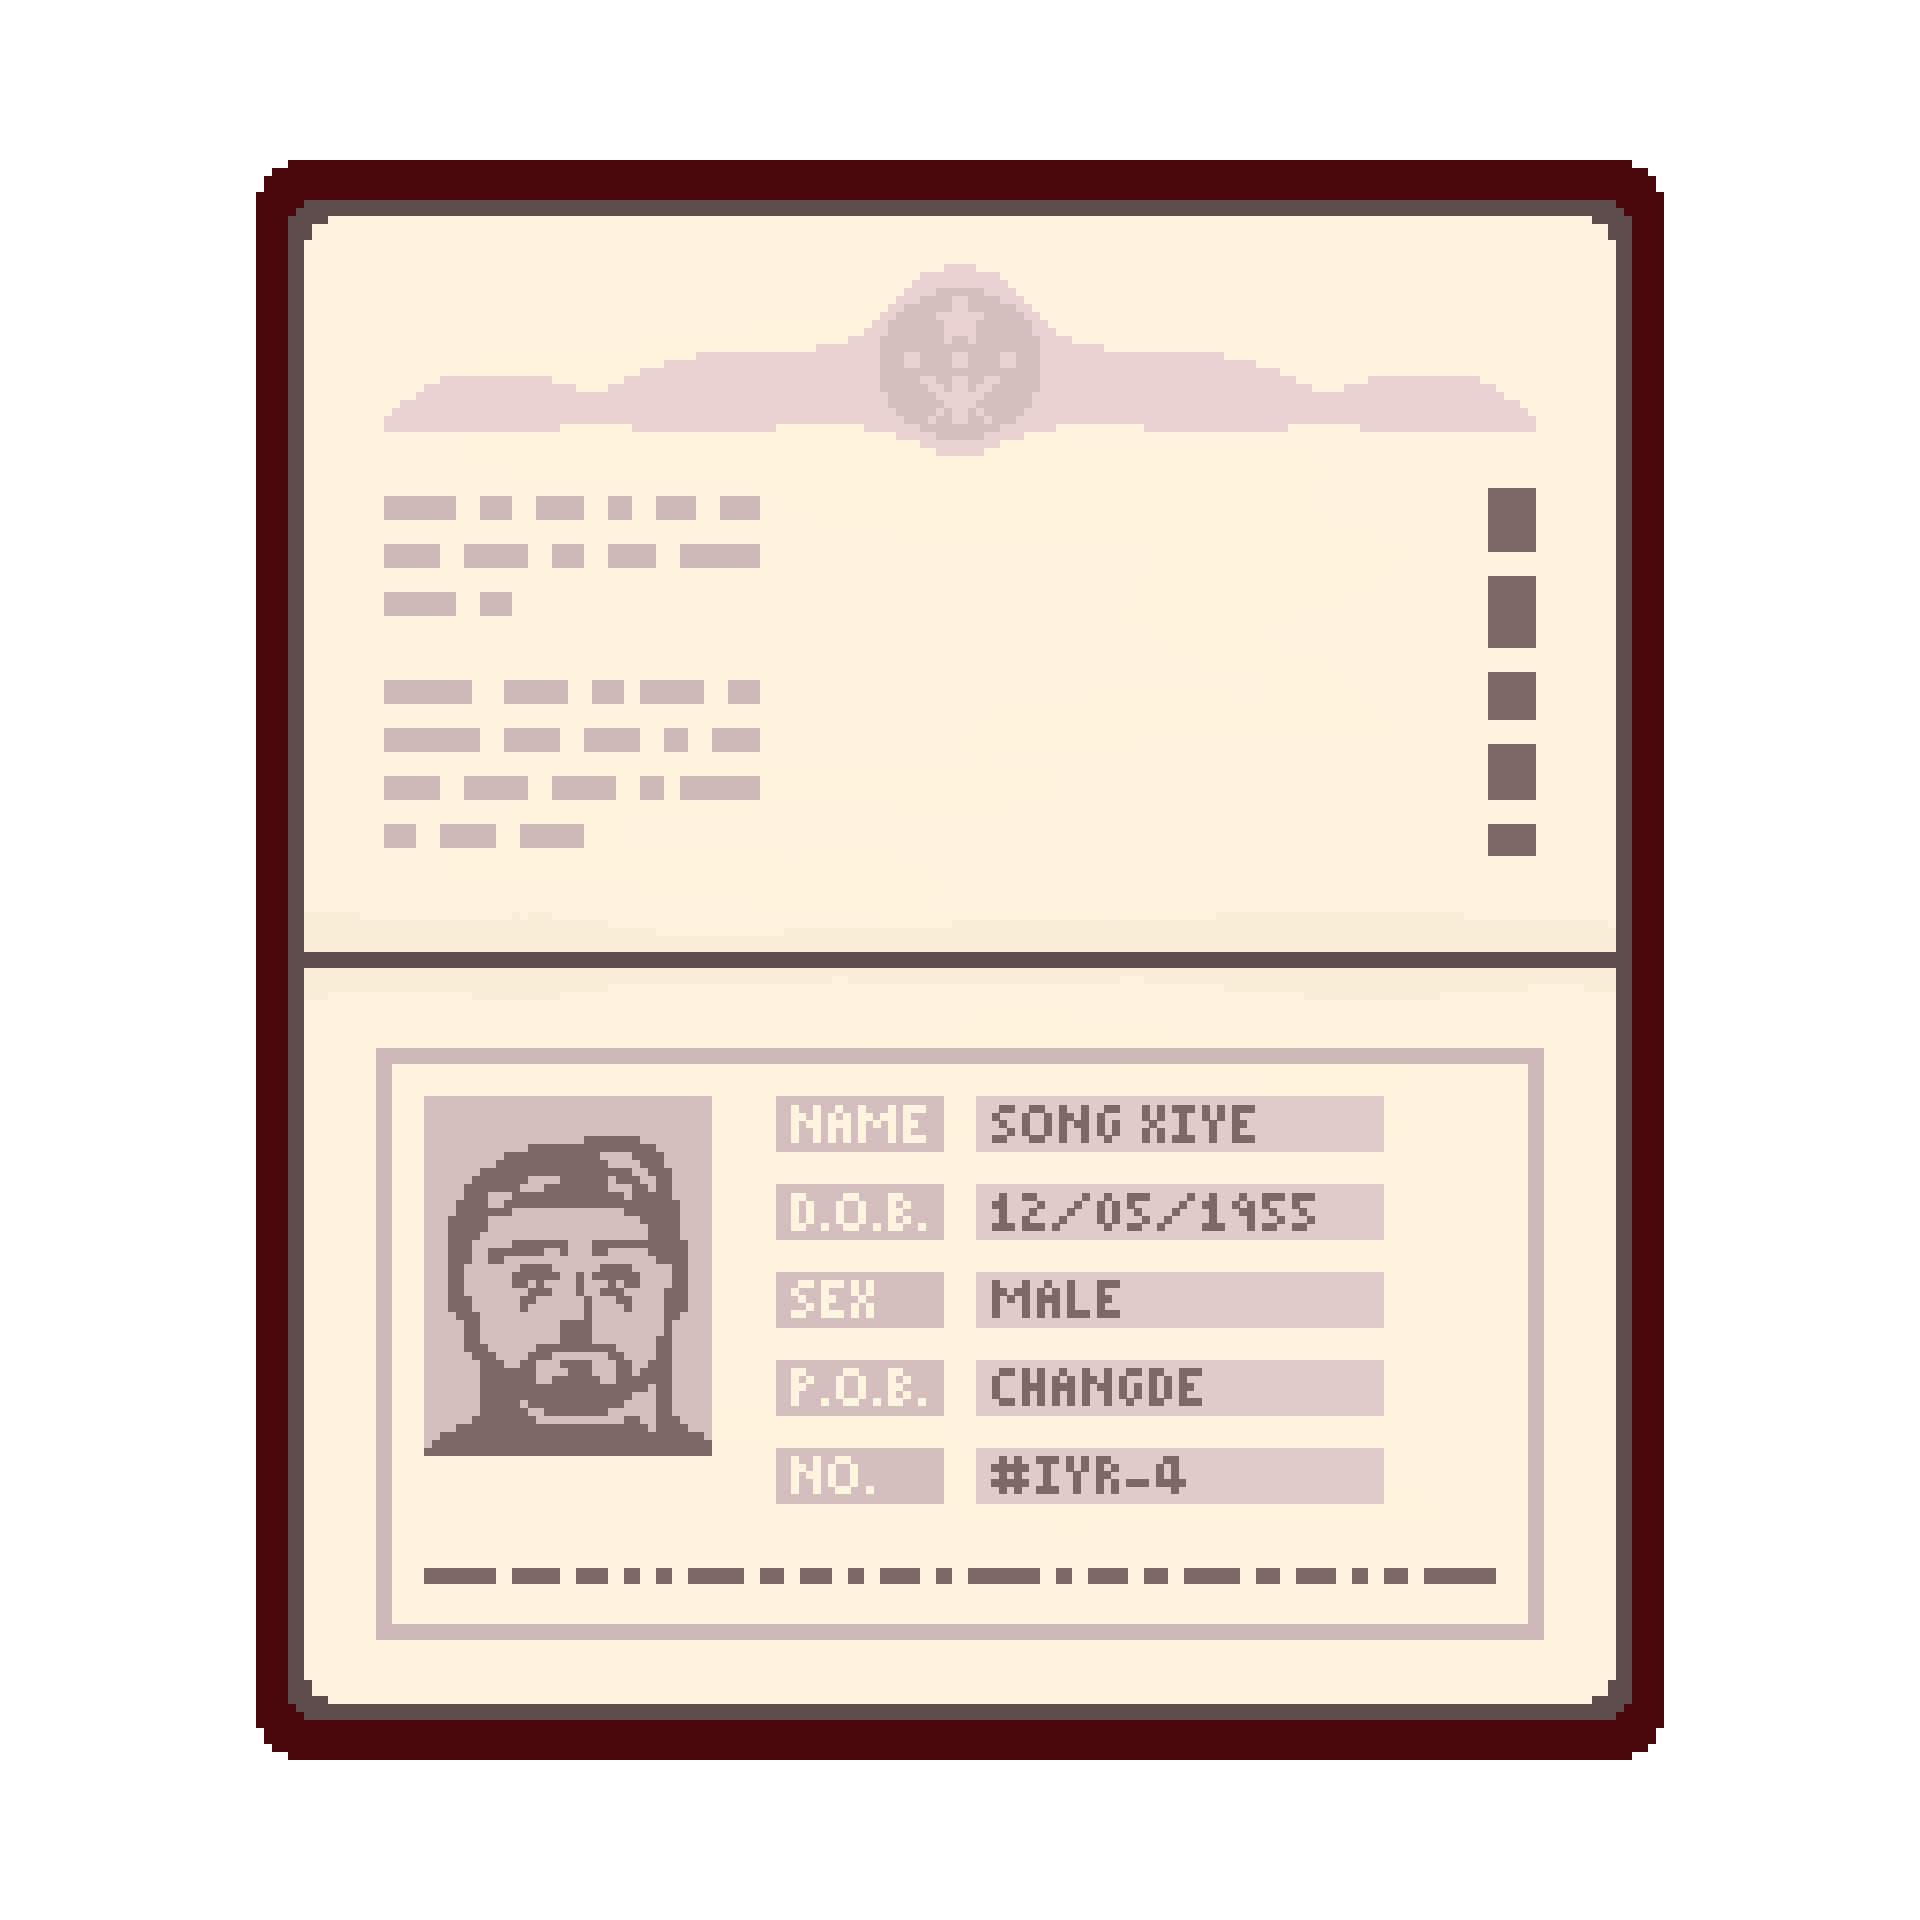 NAME SONG XIYE
D.O.B. 12/05/1955
SEX MALE
P.O.B. CHANGDE
NO. #IYR-4